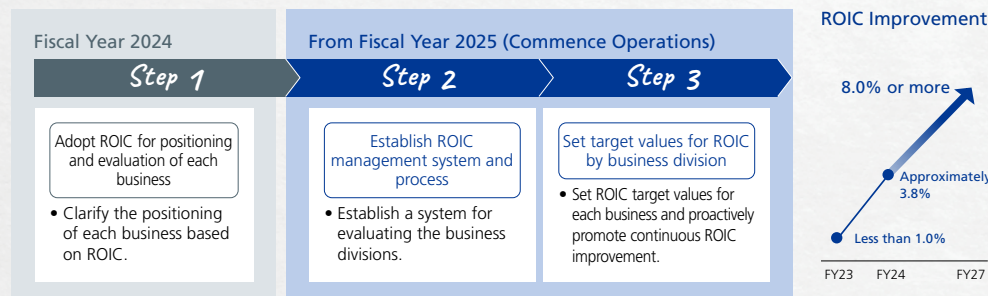 Fiscal Year 2024
From Fiscal Year 2025 (Commence Operations)
Step 1
Step 2
Step 3
Adopt ROIC for positioning
and evaluation of each
business
• Clarify the positioning
of each business based
on ROIC.
Establish ROIC
management system and
process
• Establish a system for
evaluating the business
divisions.
Set target values for ROIC
by business division
• Set ROIC target values for
each business and proactively
promote continuous ROIC
improvement.
ROIC Improvement
8.0% or more
Approximately
3.8%
Less than 1.0%
FY23
FY24
FY27